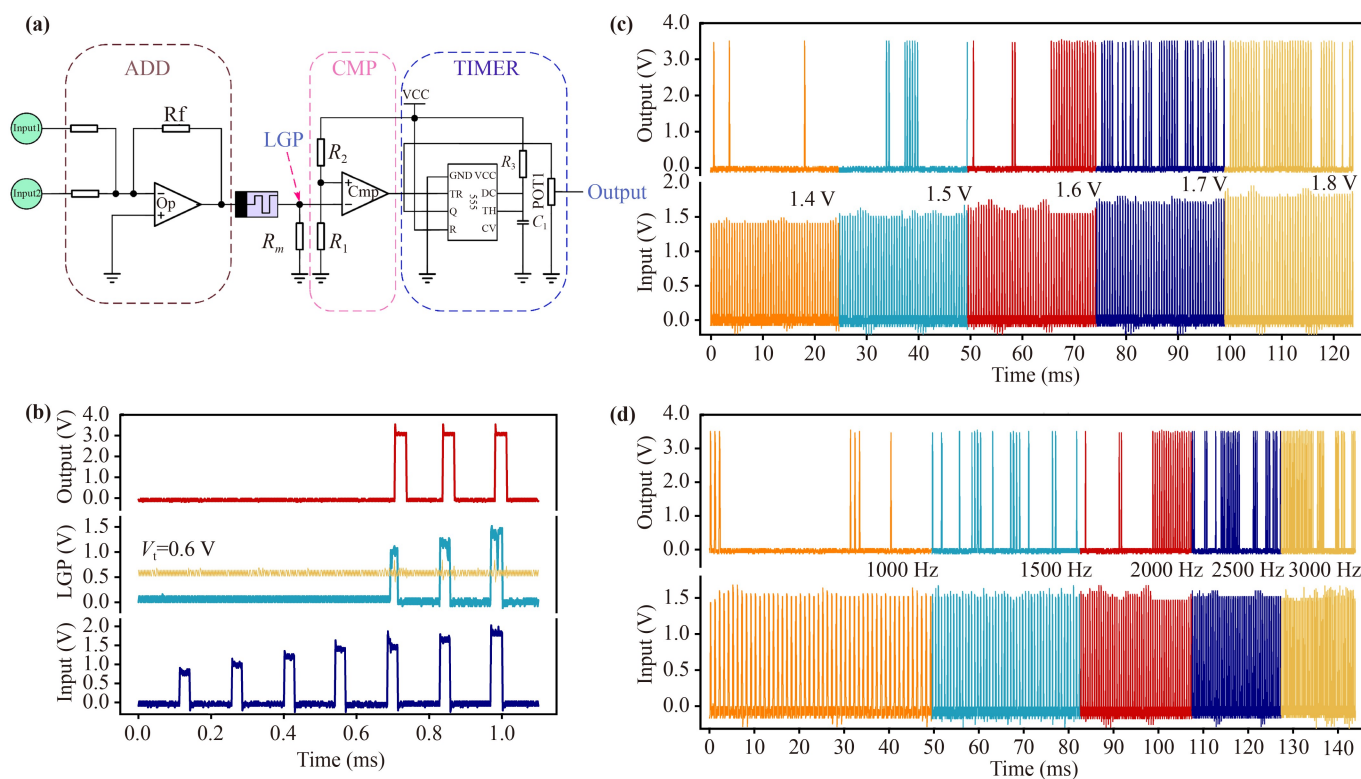 (a)
ADD
CMP
TIMER
Input1
Input2
Rf
Op
LGP
Rm
VCC
R2
R1
Cmp
GND VCC
TR DC
555
Q TH
R CV
R3
C1
POT1
Output
(b)
Output (V)
4.0
3.0
2.0
1.0
0.0
LGP (V)
1.5
1.0
0.5
0.0
Vt=0.6 V
Input (V)
2.0
1.5
1.0
0.5
0.0
0.0 0.2 0.4 0.6 0.8 1.0
Time (ms)
(c)
Output (V)
4.0
3.0
2.0
1.0
0.0
Input (V)
2.0
1.5
1.0
0.5
0.0
1.4 V 1.5 V 1.6 V 1.7 V 1.8 V
0 10 20 30 40 50 60 70 80 90 100 110 120
Time (ms)
(d)
Output (V)
4.0
3.0
2.0
1.0
0.0
1000 Hz 1500 Hz 2000 Hz 2500 Hz 3000 Hz
Input (V)
1.5
1.0
0.5
0.0
0 10 20 30 40 50 60 70 80 90 100 110 120 130 140
Time (ms)